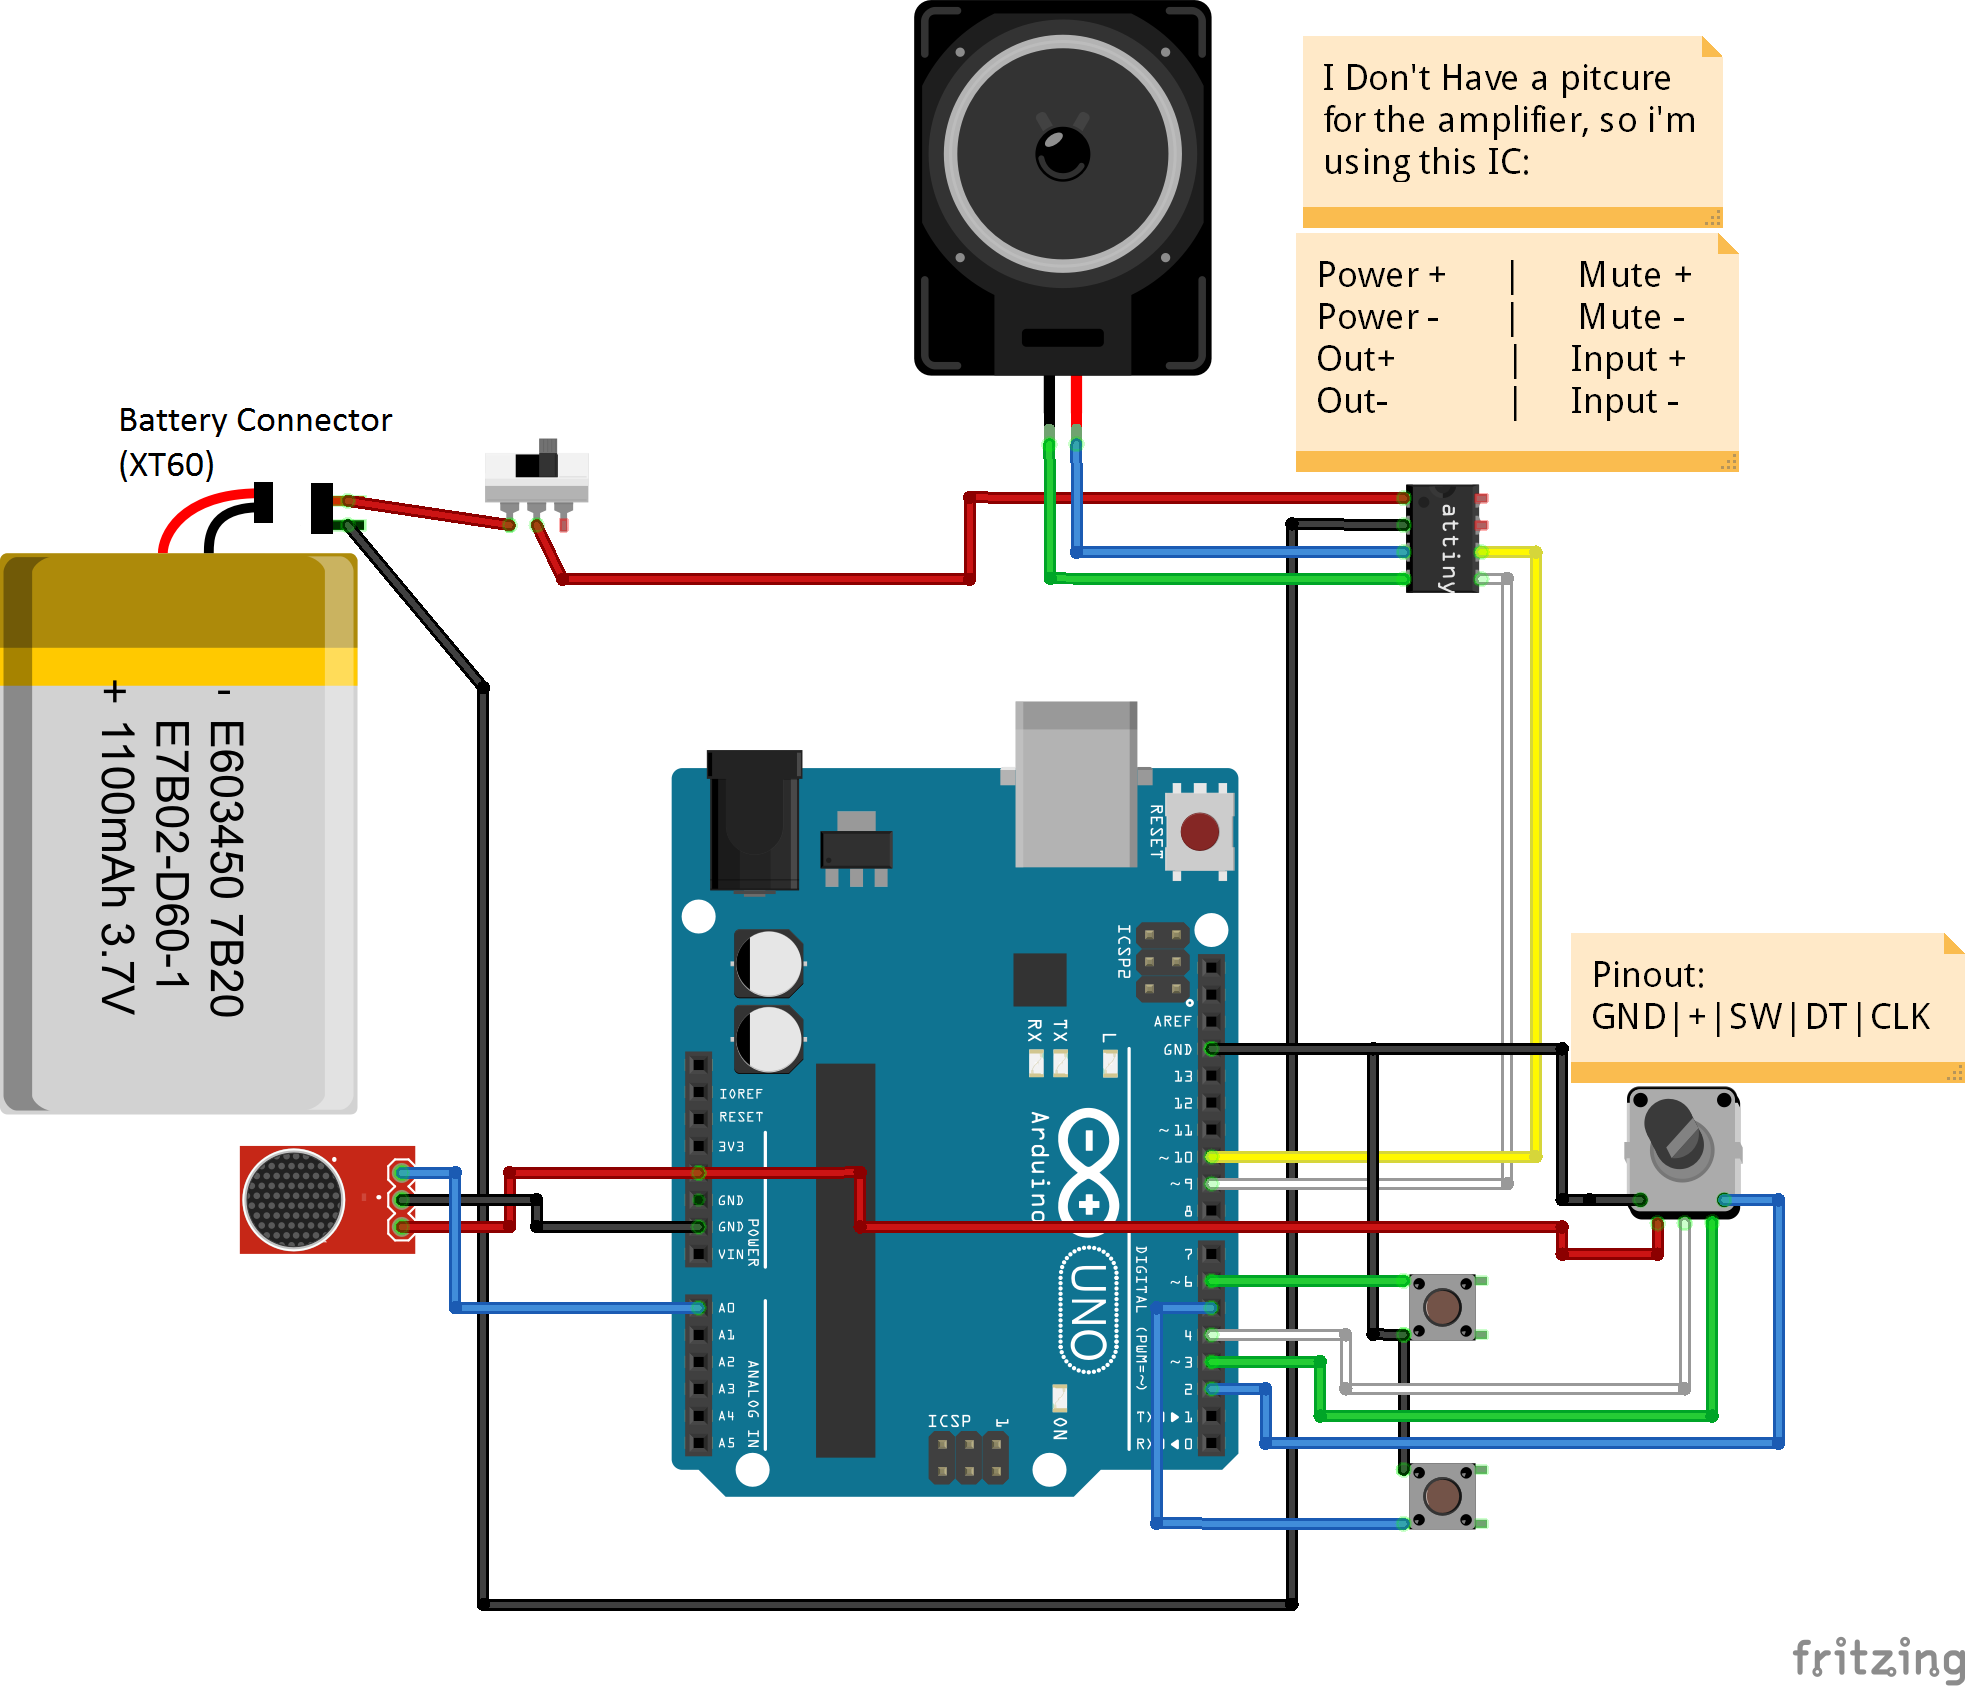 I Don't Have a pitcure
for the amplifier, so i'm
using this IC:
Power + | Mute +
Power - | Mute -
Out+ | Input +
Out- | Input -
Battery Connector
(XT60)
attiny
- E603450 7B20
E7B02-D60-1
+ 1100mAh 3.7V
RESET
ICSP2
Pinout:
GND|+|SW|DT|CLK
RX
TX
L
AREF
GND
13
12
~11
~10
~9
8
IOREF
RESET
3V3
GND
GND
VIN
POWER
Arduino
UNO
7
~6
4
~3
2
1
0
DIGITAL (PWM=~)
A0
A1
A2
A3
A4
A5
ANALOG IN
ICSP
1
ON
fritzing